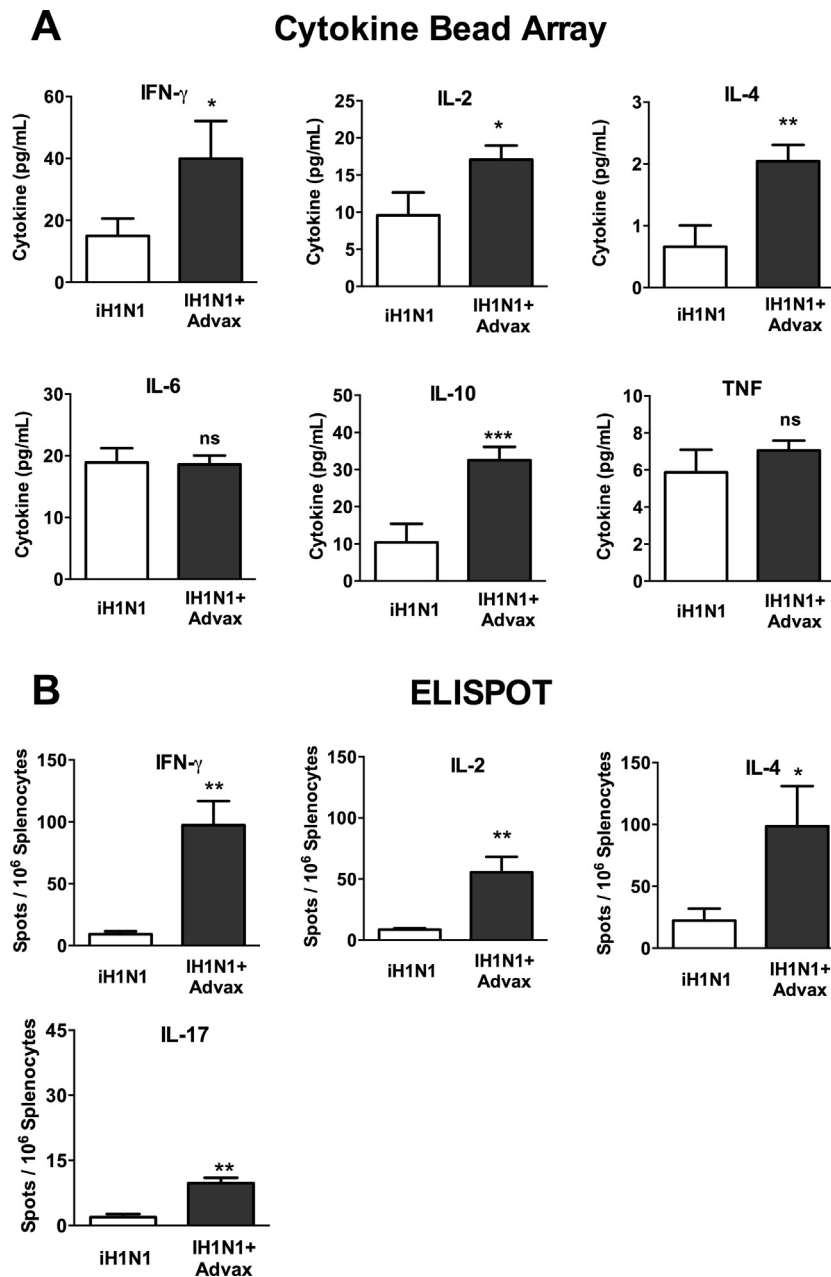 A Cytokine Bead Array
IFN-γ
Cytokine (pg/mL)
60
40
20
0
*
iH1N1
IH1N1+
Advax
IL-2
Cytokine (pg/mL)
25
20
15
10
5
0
*
iH1N1
IH1N1+
Advax
IL-4
Cytokine (pg/mL)
3
2
1
0
**
iH1N1
IH1N1+
Advax
IL-6
Cytokine (pg/mL)
30
20
10
0
ns
iH1N1
IH1N1+
Advax
IL-10
Cytokine (pg/mL)
50
40
30
20
10
0
***
iH1N1
IH1N1+
Advax
TNF
Cytokine (pg/mL)
10
8
6
4
2
0
ns
iH1N1
IH1N1+
Advax
B ELISPOT
IFN-γ
Spots / 10⁶ Splenocytes
150
100
50
0
**
iH1N1
IH1N1+
Advax
IL-2
Spots / 10⁶ Splenocytes
150
100
50
0
**
iH1N1
IH1N1+
Advax
IL-4
Spots / 10⁶ Splenocytes
150
100
50
0
*
iH1N1
IH1N1+
Advax
IL-17
Spots / 10⁶ Splenocytes
45
30
15
0
**
iH1N1
IH1N1+
Advax